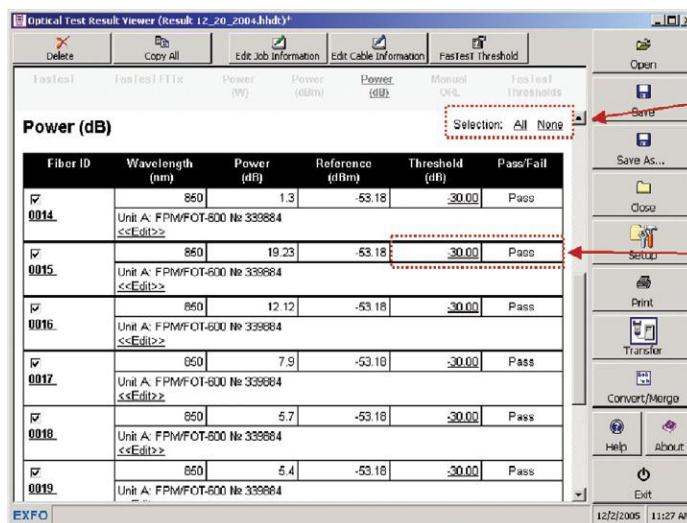 Optical Test Result Viewer (Result 12_20_2004.hhdt)*
Delete
Copy All
Edit Job Information
Edit Cable Information
FasTesT Threshold
Open
Save
Save As...
Close
Setup
Print
Transfer
Convert/Merge
Help
About
Exit
FasTesT
FasTesT FTTx
Power (W)
Power (dBm)
Power (dB)
Manual ORL
FasTesT Thresholds
Power (dB)
Selection: All None
Fiber ID Wavelength (nm) Power (dB) Reference (dBm) Threshold (dB) Pass/Fail
850 1.3 -53.18 -30.00 Pass
0014 Unit A: FPM/FOT-600 № 339884
<<Edit>>
850 19.23 -53.18 -30.00 Pass
0015 Unit A: FPM/FOT-600 № 339884
<<Edit>>
850 12.12 -53.18 -30.00 Pass
0016 Unit A: FPM/FOT-600 № 339884
<<Edit>>
850 7.9 -53.18 -30.00 Pass
0017 Unit A: FPM/FOT-600 № 339884
<<Edit>>
850 5.7 -53.18 -30.00 Pass
0018 Unit A: FPM/FOT-600 № 339884
<<Edit>>
850 5.4 -53.18 -30.00 Pass
0019 Unit A: FPM/FOT-600 № 339884
EXFO
12/2/2005 11:27 AM